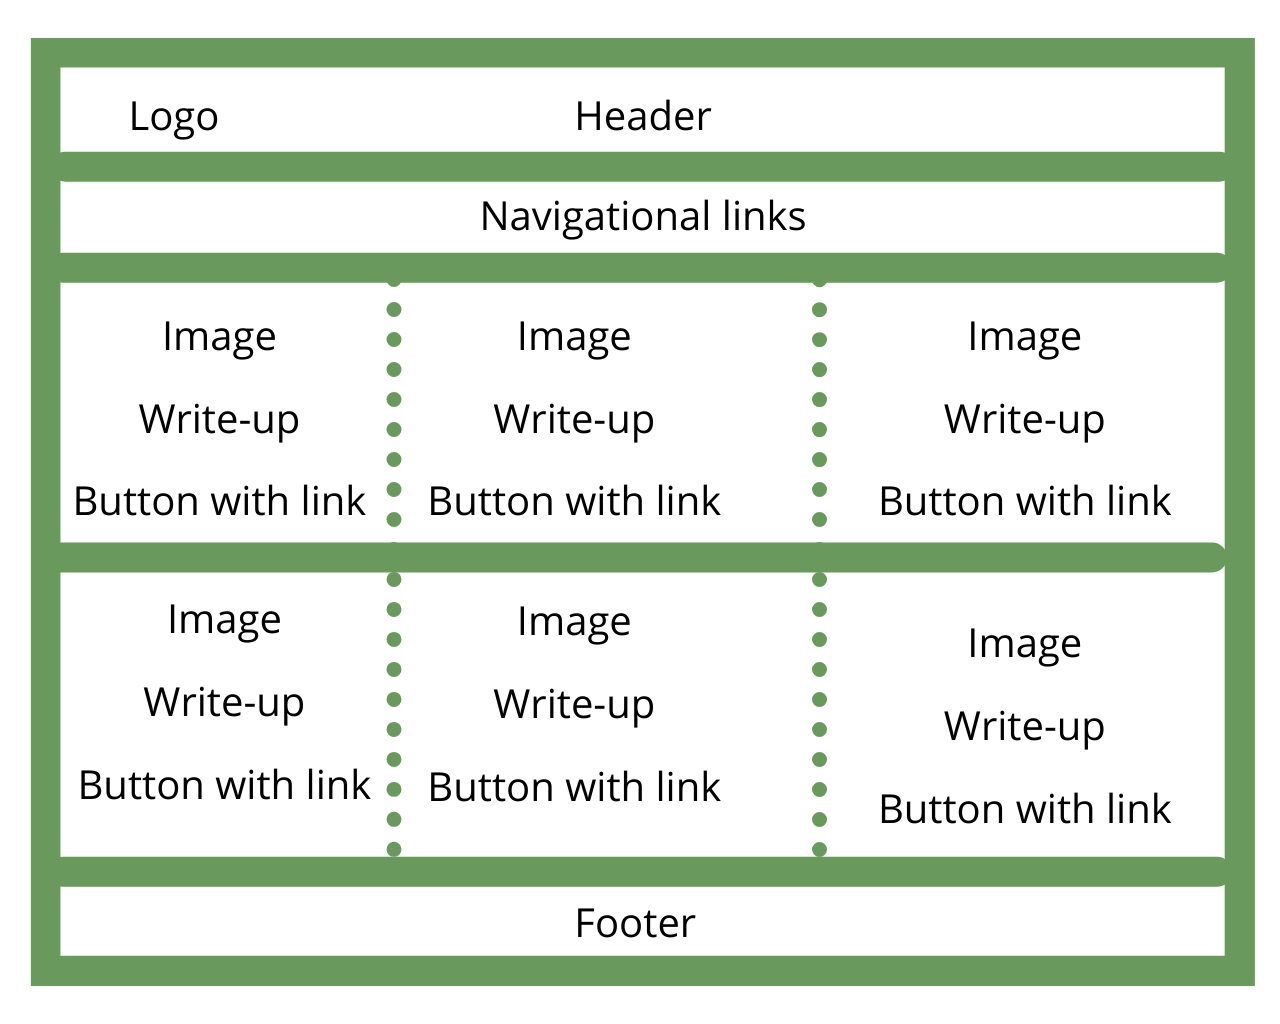 Logo Header
Navigational links
Image
Write-up
Button with link
Image
Write-up
Button with link
Image
Write-up
Button with link
Image
Write-up
Button with link
Image
Write-up
Button with link
Image
Write-up
Button with link
Footer